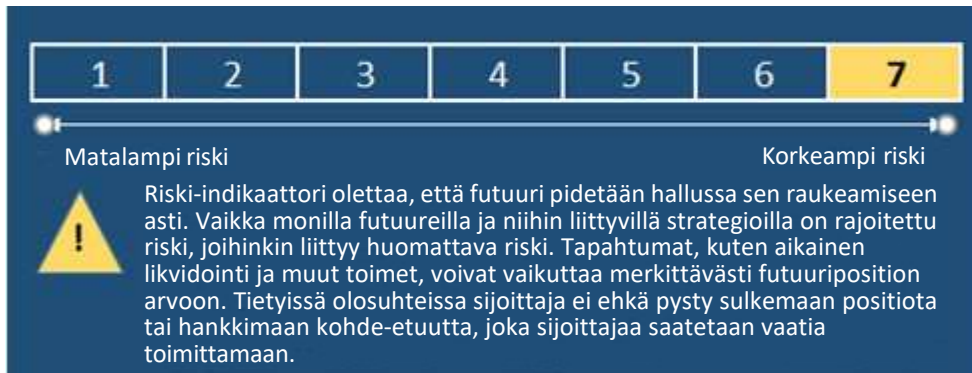 1 2 3 4 5 6 7
Matalampi riski Korkeampi riski
Riski-indikaattori olettaa, että futuuri pidetään hallussa sen raukeamiseen
asti. Vaikka monilla futuureilla ja niihin liittyvillä strategioilla on rajoitettu
riski, joihinkin liittyy huomattava riski. Tapahtumat, kuten aikainen
likvidointi ja muut toimet, voivat vaikuttaa merkittävästi futuuriposition
arvoon. Tietyissä olosuhteissa sijoittaja ei ehkä pysty sulkemaan positiota
tai hankkimaan kohde-etuutta, joka sijoittajaa saatetaan vaatia
toimittamaan.